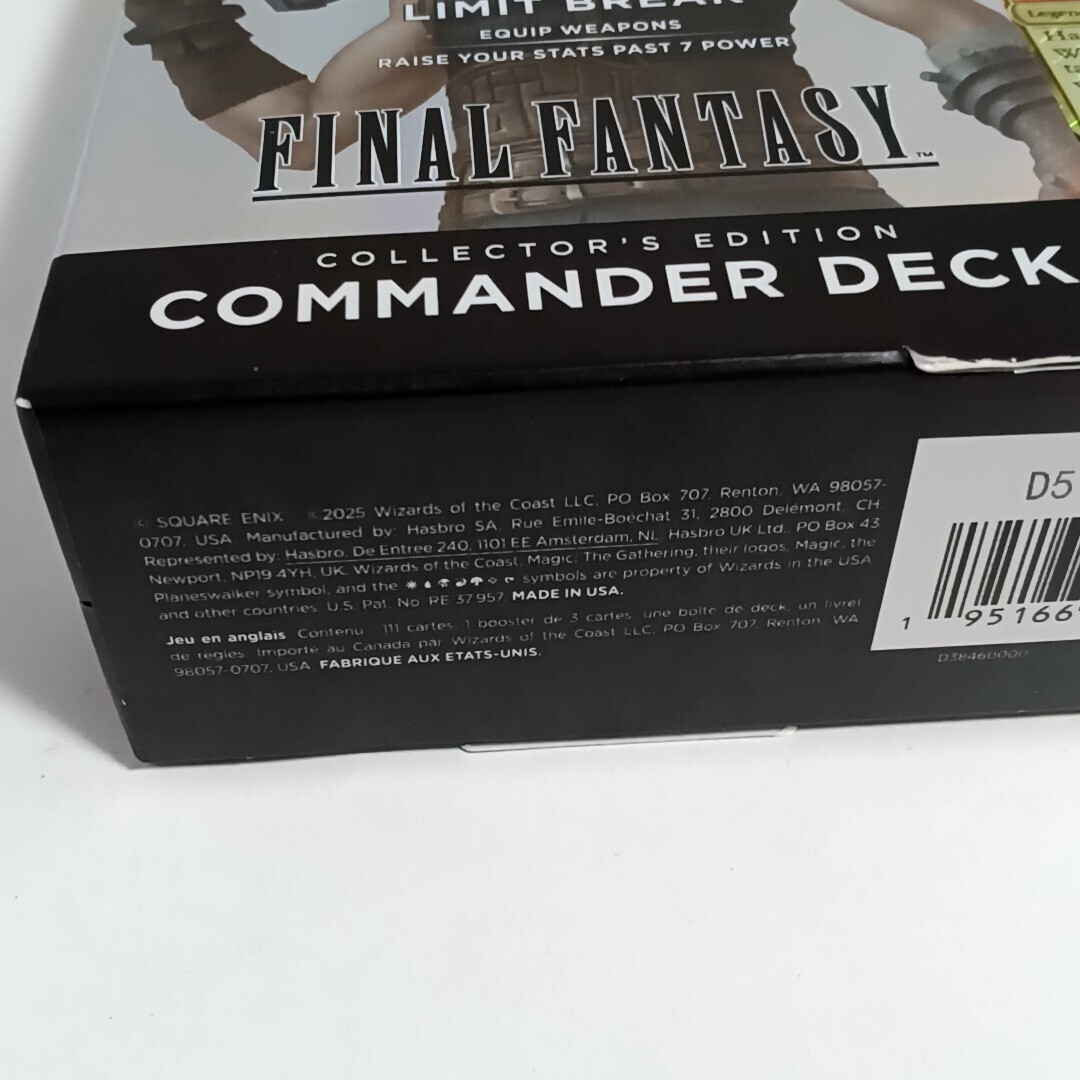 LIMIT BREAK
EQUIP WEAPONS
RAISE YOUR STATS PAST 7 POWER
FINAL FANTASY™
COLLECTOR'S EDITION
COMMANDER DECK
© SQUARE ENIX ©2025 Wizards of the Coast LLC, PO Box 707, Renton, WA 98057-
0707, USA. Manufactured by: Hasbro SA, Rue Emile-Boéchat 31, 2800 Delémont, CH.
Represented by: Hasbro, De Entree 240, 1101 EE Amsterdam, NL. Hasbro UK Ltd., PO Box 43
Newport, NP19 4YH, UK. Wizards of the Coast, Magic: The Gathering, their logos, Magic, the
Planeswalker symbol, and the symbols are property of Wizards in the USA
and other countries. U.S. Pat. No. RE 37,957. MADE IN USA.
Jeu en anglais Contenu 111 cartes, 1 booster de 3 cartes, une boîte de deck, un livret
de règles. Importé au Canada par Wizards of the Coast LLC, PO Box 707, Renton, WA
98057-0707, USA. FABRIQUÉ AUX ÉTATS-UNIS.
D5
1 95166
D38460000